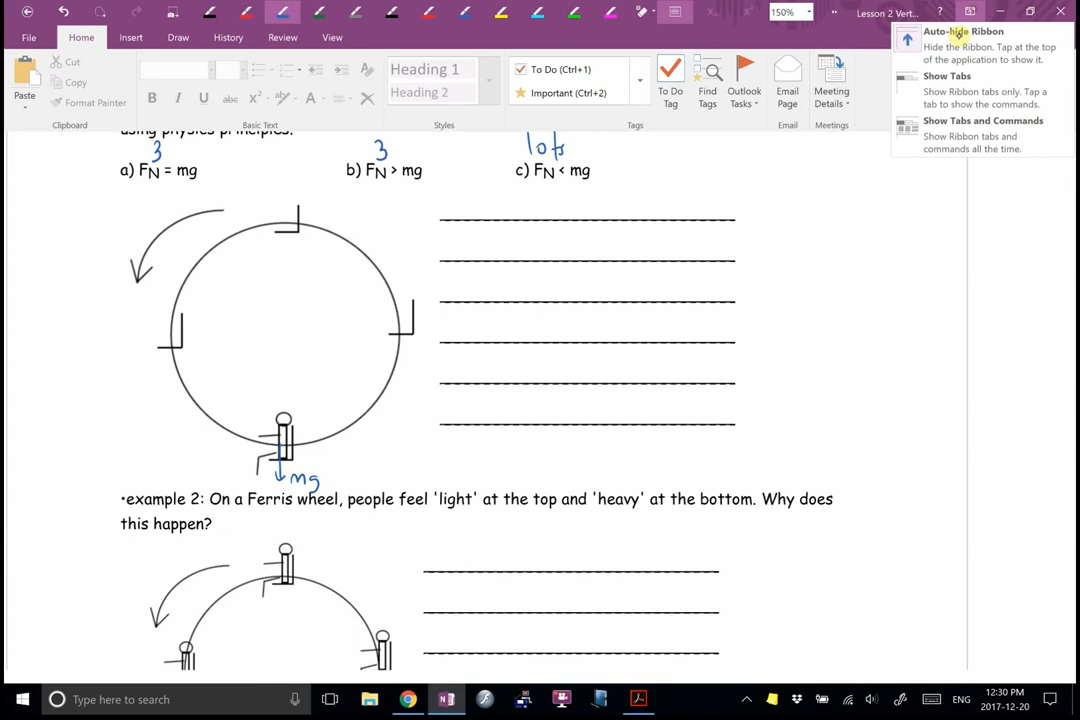 150%
Lesson 2 Vert...
?
File
Home
Insert
Draw
History
Review
View
Auto-hide Ribbon
Hide the Ribbon. Tap at the top
of the application to show it.
Show Tabs
Show Ribbon tabs only. Tap a
tab to show the commands.
Show Tabs and Commands
Show Ribbon tabs and
commands all the time.
Paste
Cut
Copy
Format Painter
Clipboard
B I U abc x² A
Basic Text
Heading 1
Heading 2
Styles
To Do (Ctrl+1)
Important (Ctrl+2)
Tags
To Do
Tag
Find
Tags
Outlook
Tasks
Email
Page
Email
Meeting
Details
Meetings
using physics principles.
3 3 lots
a) FN = mg b) FN > mg c) FN < mg
mg
•example 2: On a Ferris wheel, people feel 'light' at the top and 'heavy' at the bottom. Why does
this happen?
Type here to search
ENG
12:30 PM
2017-12-20